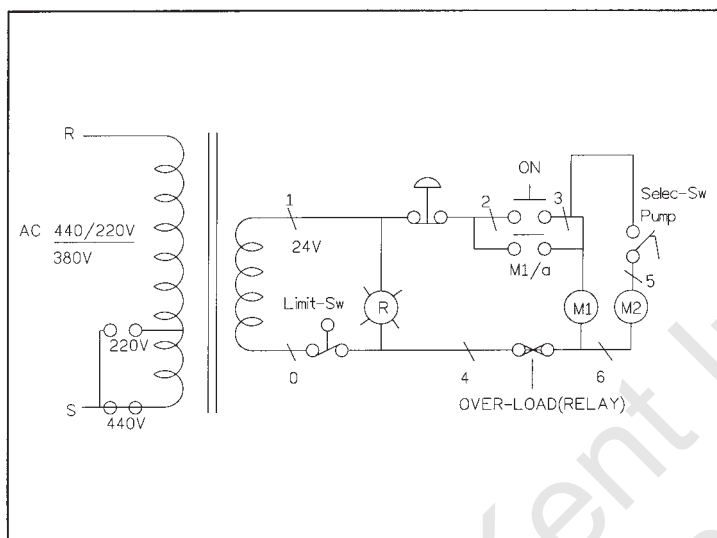 R
AC 440/220V
380V
220V
S
440V
1
24V
Limit-Sw
0
R
4
2
ON
3
M1/a
Selec-Sw
Pump
5
M1
M2
6
OVER-LOAD(RELAY)
Kent